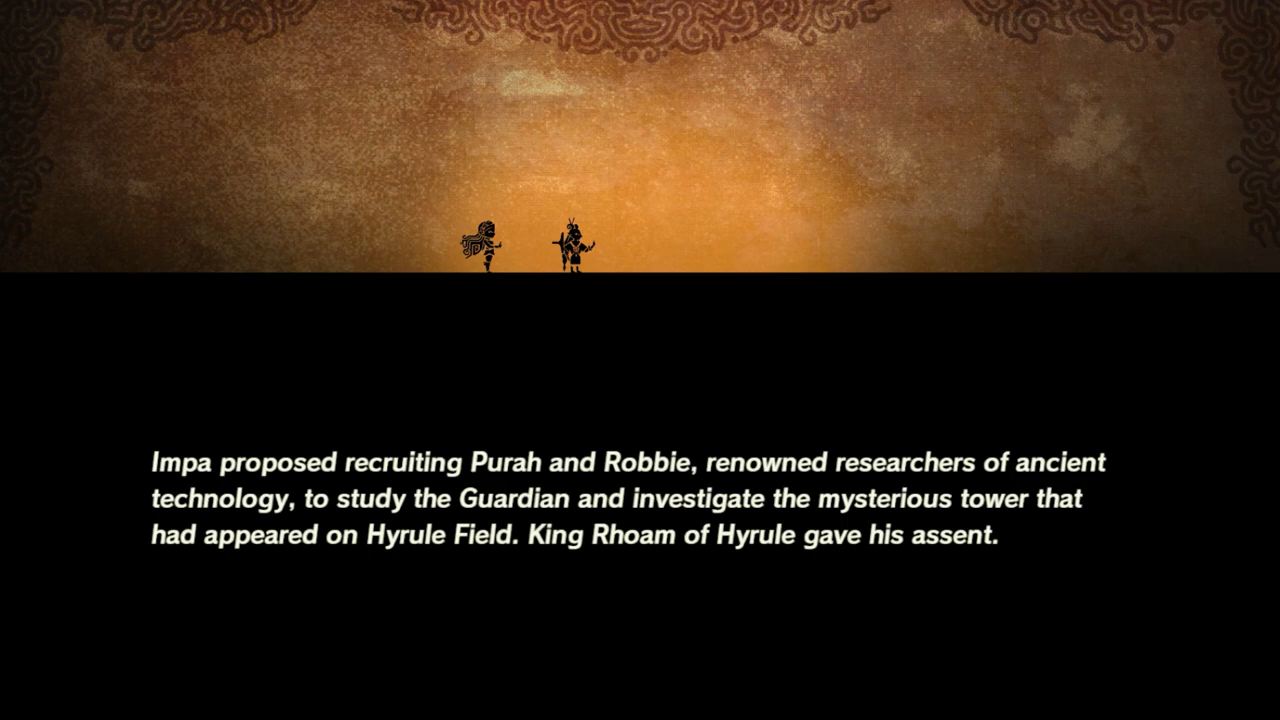 Impa proposed recruiting Purah and Robbie, renowned researchers of ancient
technology, to study the Guardian and investigate the mysterious tower that
had appeared on Hyrule Field. King Rhoam of Hyrule gave his assent.